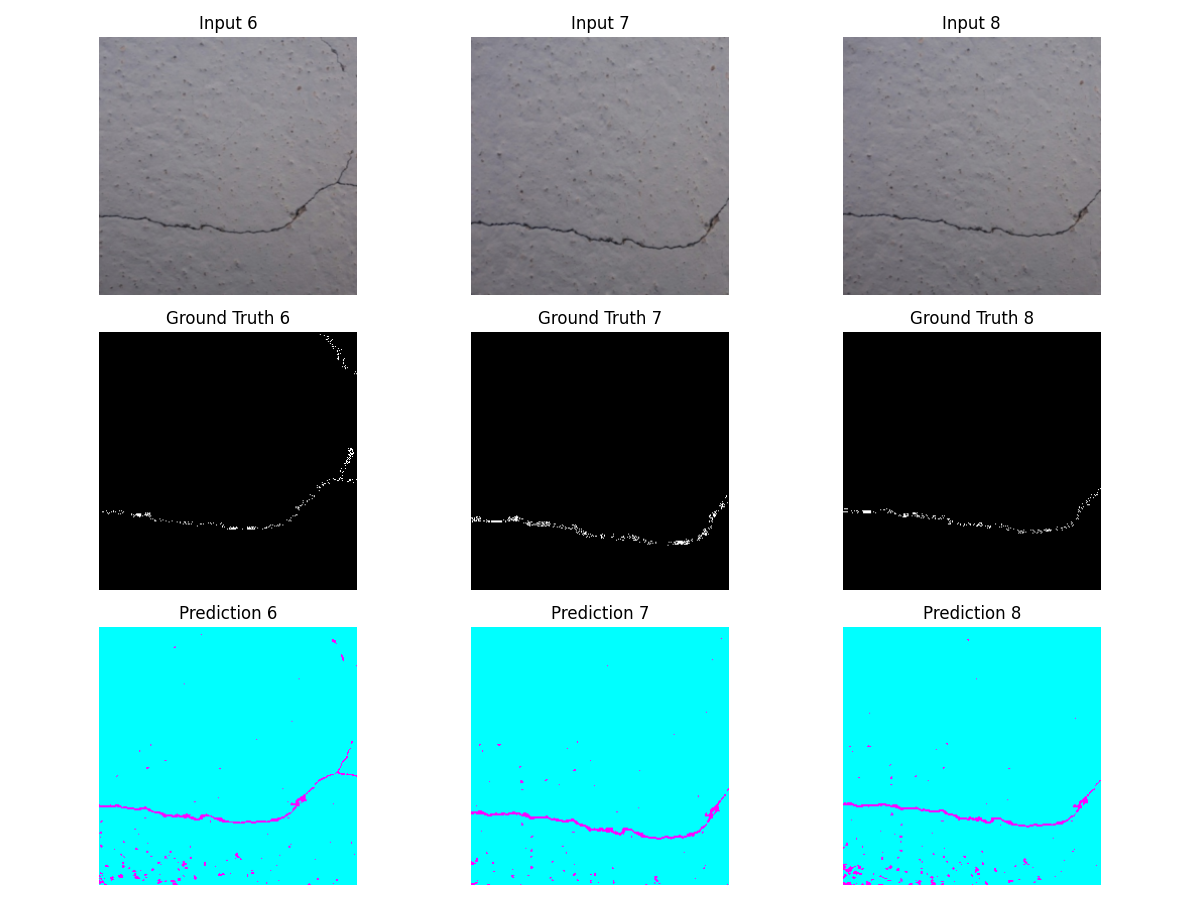 Input 6
Input 7
Input 8
Ground Truth 6
Ground Truth 7
Ground Truth 8
Prediction 6
Prediction 7
Prediction 8